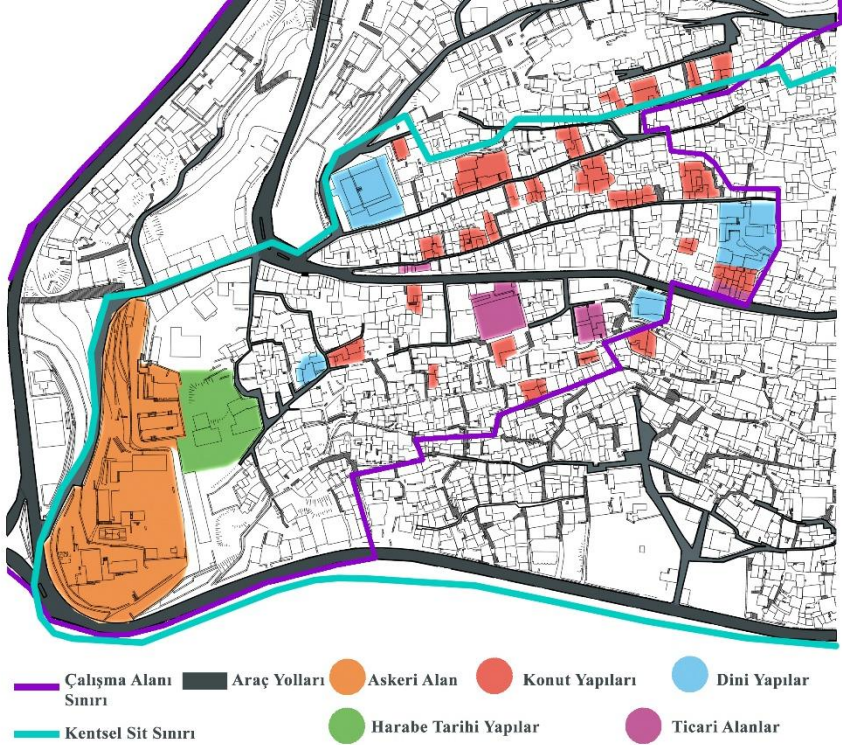 Çalışma Alanı Sınırı
Araç Yolları
Askeri Alan
Konut Yapıları
Dini Yapılar
Kentsel Sit Sınırı
Harabe Tarihi Yapılar
Ticari Alanlar